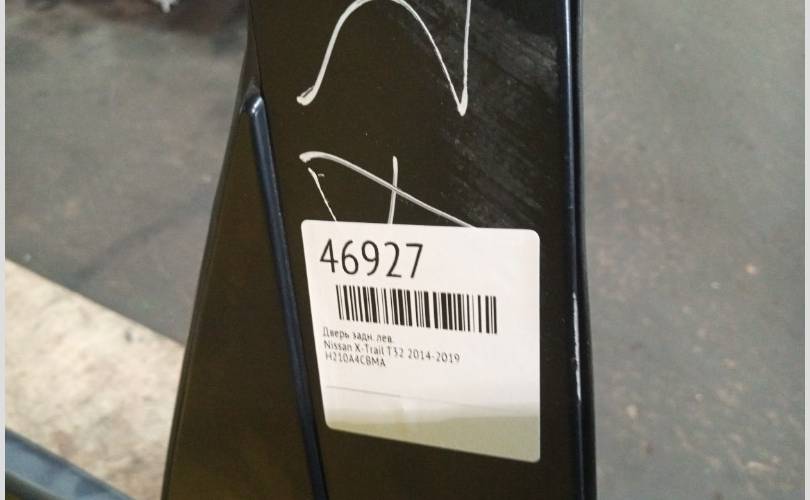 46927
Дверь задн. лев.
Nissan X-Trail T32 2014-2019
H210A4CBMA